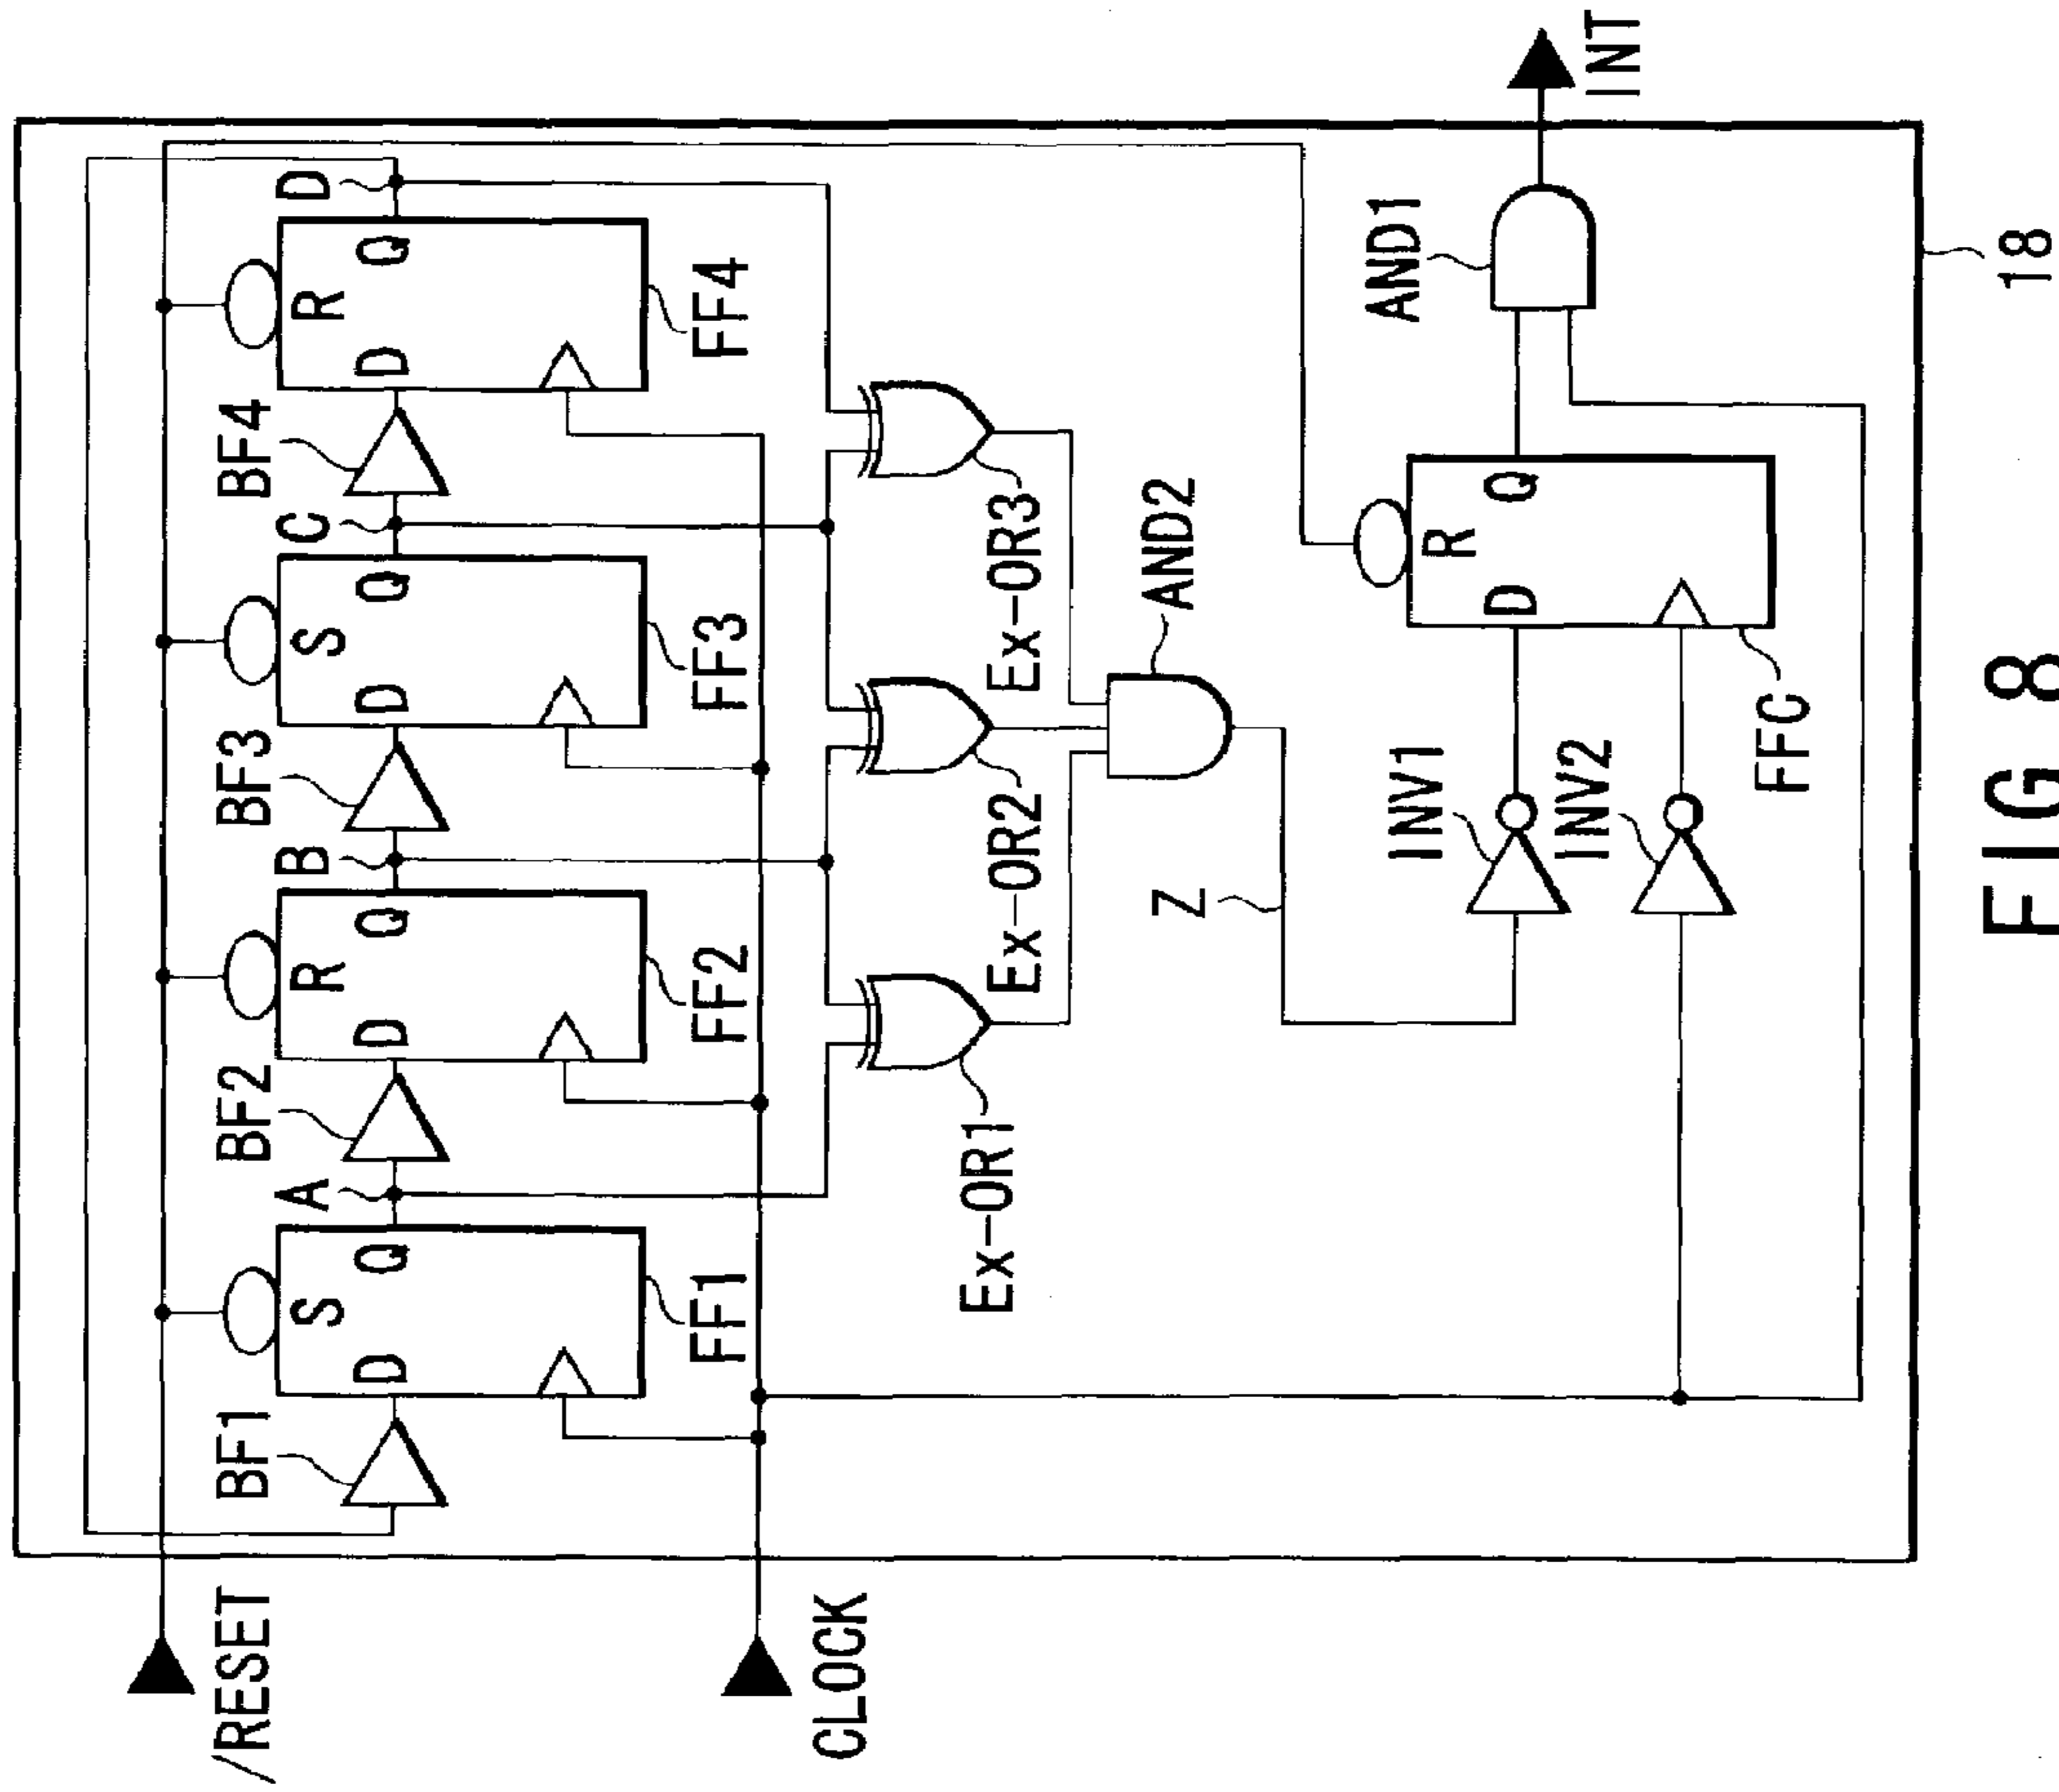 /RESET
CLOCK
BF1
S
D
Q
FF1
A
BF2
R
D
Q
FF2
B
BF3
S
D
Q
FF3
C
BF4
R
D
Q
FF4
D
Ex-OR1
Ex-OR2
Ex-OR3
AND2
Z
INV1
INV2
R
D
Q
FFC
AND1
INT
18
FIG 8